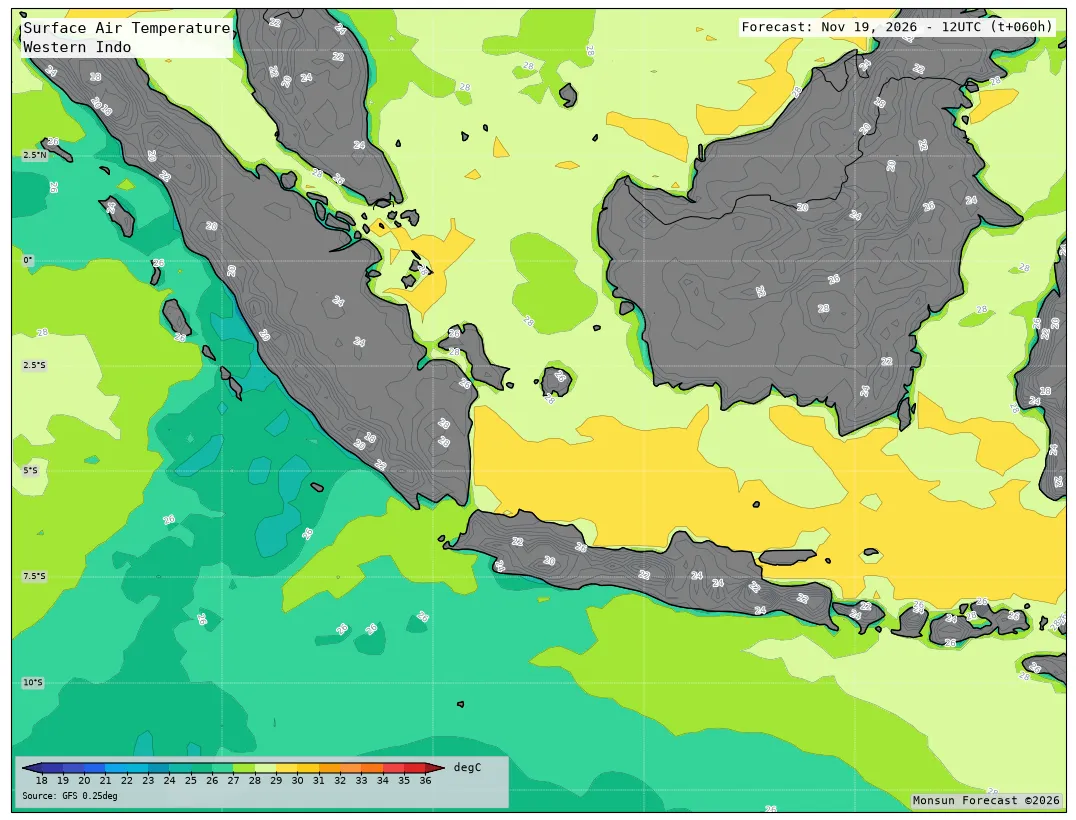 Surface Air Temperature
Western Indo
Forecast: Nov 19, 2026 - 12UTC (t+060h)
2.5°N
0°
2.5°S
5°S
7.5°S
10°S
degC
18 19 20 21 22 23 24 25 26 27 28 29 30 31 32 33 34 35 36
Source: GFS 0.25deg
Monsun Forecast ©2026